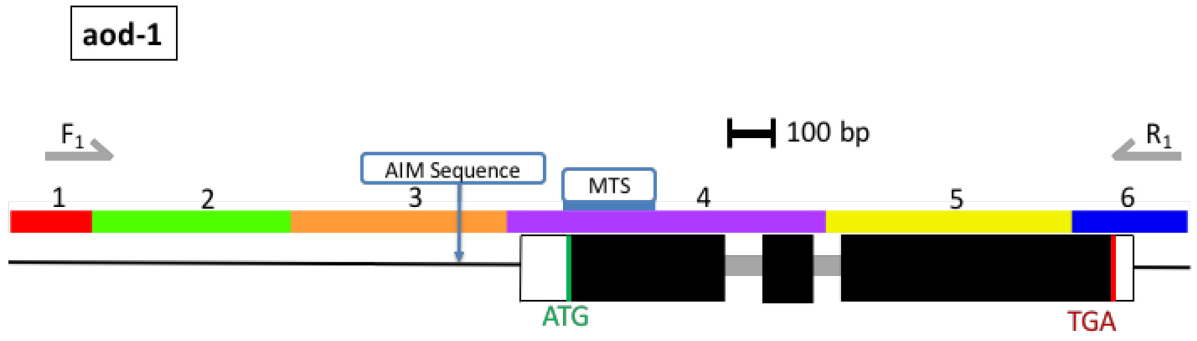 aod-1
F1
100 bp
R1
AIM Sequence
MTS
1
2
3
4
5
6
ATG
TGA